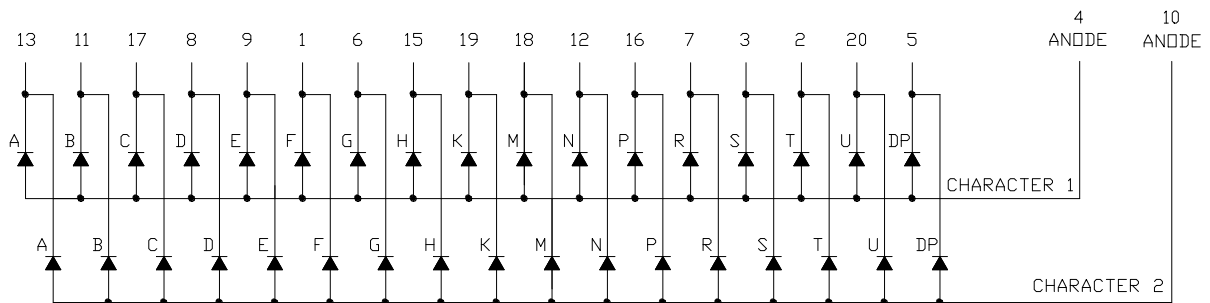 4 10
13 11 17 8 9 1 6 15 19 18 12 16 7 3 2 20 5 ANODE ANODE
A B C D E F G H K M N P R S T U DP
CHARACTER 1
A B C D E F G H K M N P R S T U DP
CHARACTER 2